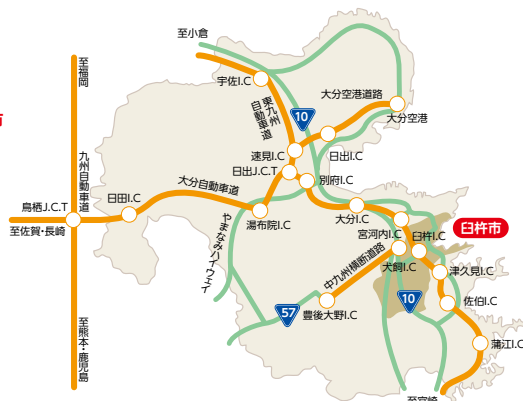 至小倉
至福岡
宇佐I.C
東九州
自動車道
大分空港道路
大分空港
10
市
速見I.C
日出I.C
九州自動車道
日出J.C.T
別府I.C
大分自動車道
日田I.C
鳥栖J.C.T
至佐賀・長崎
湯布院I.C
大分I.C
やまなみハイウェイ
宮河内I.C
臼杵I.C
臼杵市
中九州横断道路
犬飼I.C
津久見I.C
10
佐伯I.C
57
豊後大野I.C
至熊本・鹿児島
蒲江I.C
至宮崎